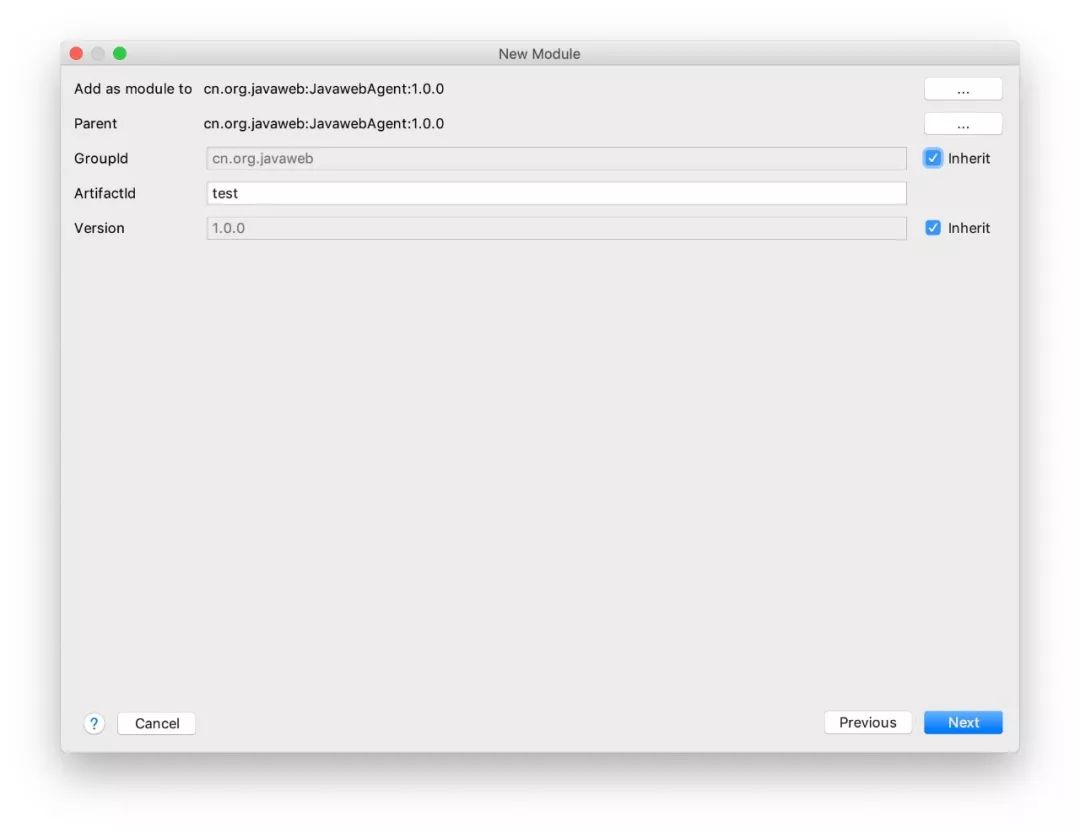 New Module
Add as module to cn.org.javaweb:JavawebAgent:1.0.0 ...
Parent cn.org.javaweb:JavawebAgent:1.0.0 ...
GroupId cn.org.javaweb Inherit
ArtifactId test
Version 1.0.0 Inherit
? Cancel Previous Next